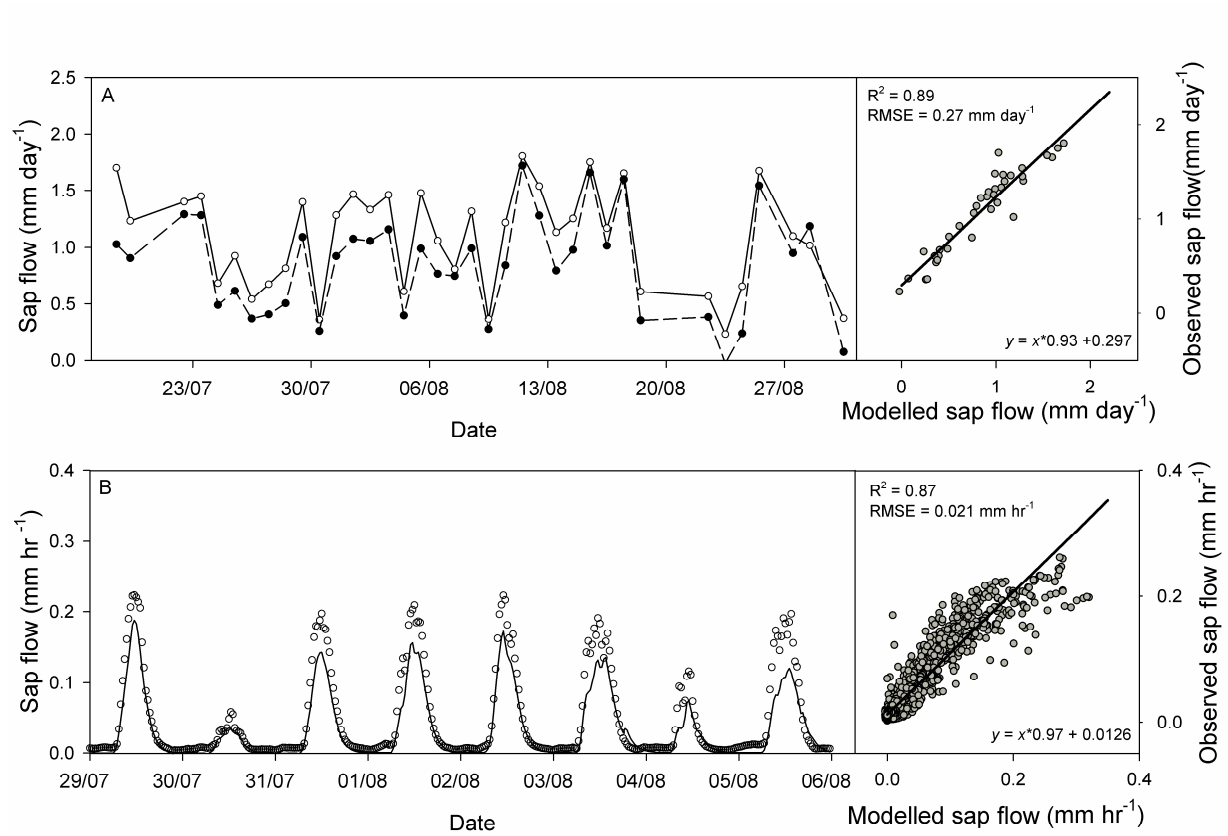 A
2.5
2.0
1.5
1.0
0.5
0.0
Sap flow (mm day-1)
23/07 30/07 06/08 13/08 20/08 27/08
Date
R2 = 0.89
RMSE = 0.27 mm day-1
y = x*0.93 +0.297
2
1
0
Observed sap flow(mm day-1)
0 1 2
Modelled sap flow (mm day-1)
B
0.4
0.3
0.2
0.1
0.0
Sap flow (mm hr-1)
29/07 30/07 31/07 01/08 02/08 03/08 04/08 05/08 06/08
Date
R2 = 0.87
RMSE = 0.021 mm hr-1
y = x*0.97 + 0.0126
0.4
0.2
0.0
Observed sap flow (mm hr-1)
0.0 0.2 0.4
Modelled sap flow (mm hr-1)